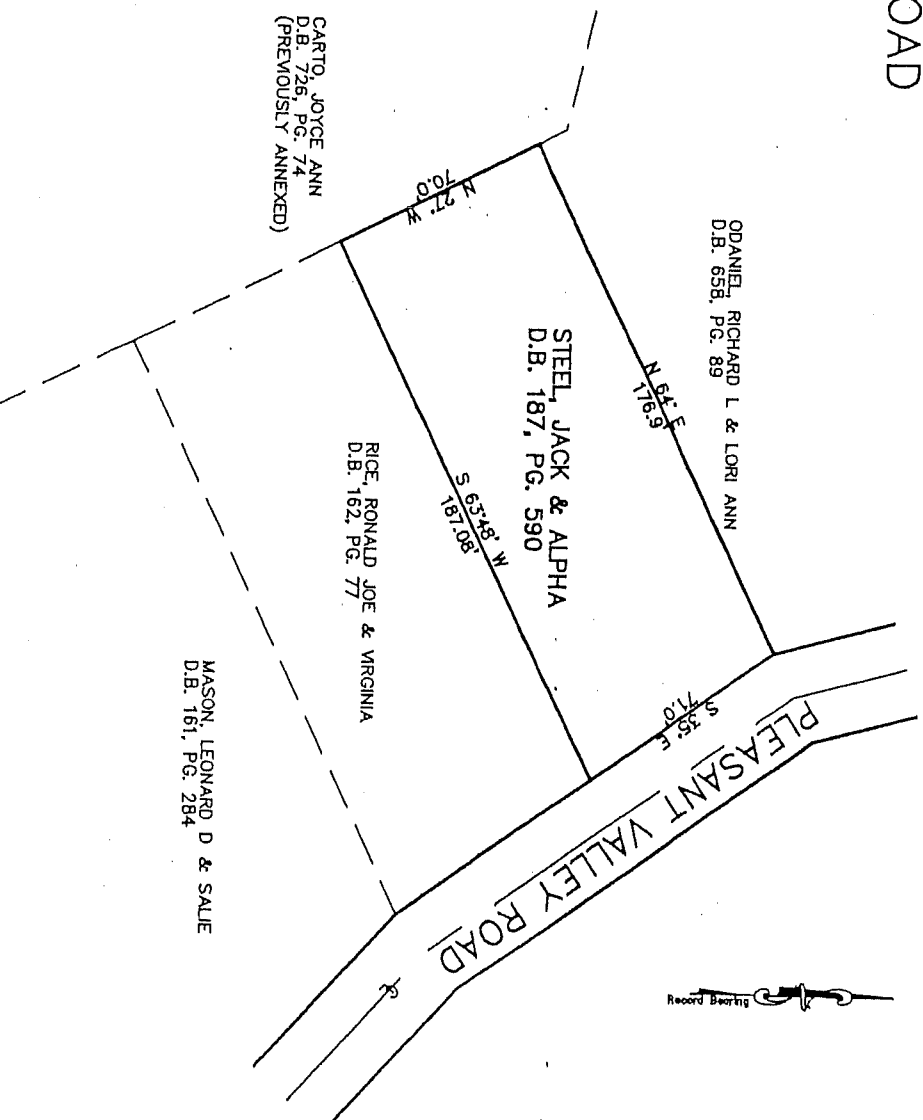 OAD
CARTO, JOYCE ANN
D.B. 726, PG. 74
(PREVIOUSLY ANNEXED)
N 27° W
70.0'
ODANIEL, RICHARD L & LORI ANN
D.B. 658, PG. 89
N 64° E
176.9'
STEEL, JACK & ALPHA
D.B. 187, PG. 590
S 63°48' W
187.08'
RICE, RONALD JOE & VIRGINIA
D.B. 162, PG. 77
S 35° E
71.0'
MASON, LEONARD D & SALIE
D.B. 161, PG. 284
PLEASANT VALLEY ROAD
Record Bearing